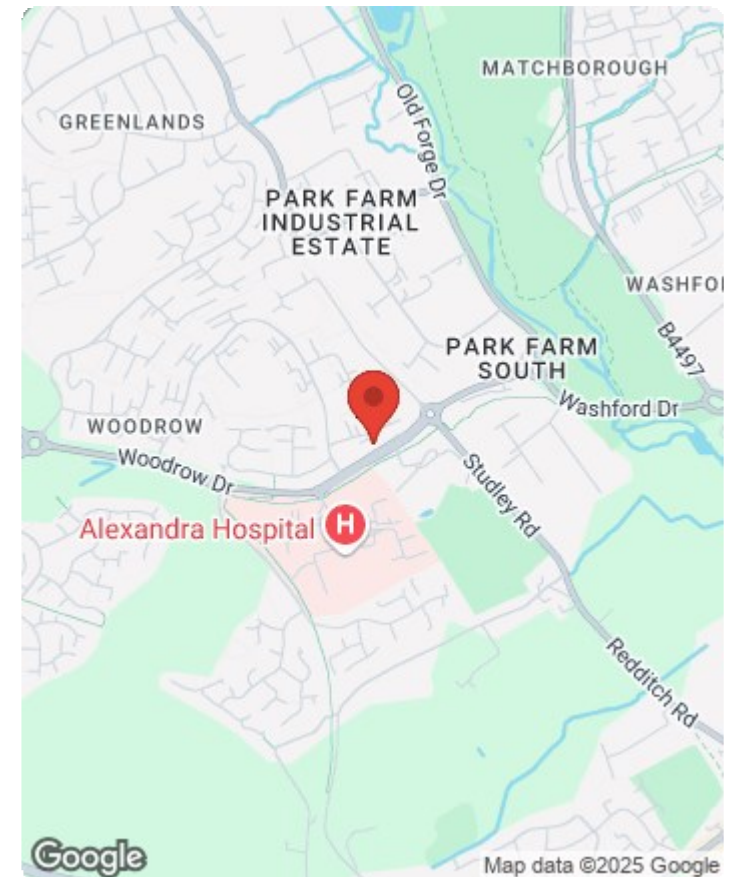 MATCHBOROUGH
GREENLANDS
Old Forge Dr
PARK FARM
INDUSTRIAL
ESTATE
WASHFO
B4497
PARK FARM
SOUTH
Washford Dr
WOODROW
Woodrow Dr
Studley Rd
Alexandra Hospital
H
Redditch Rd
Google
Map data ©2025 Google